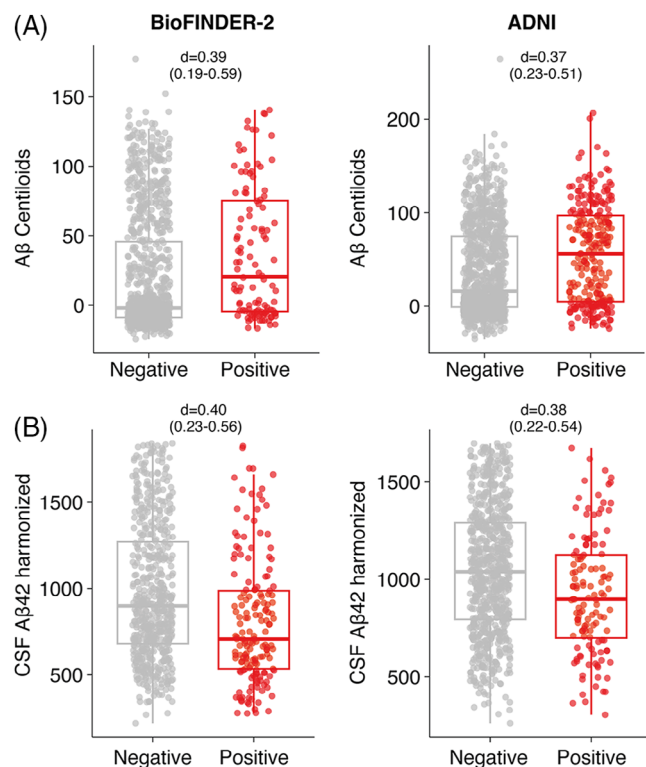 (A)
BioFINDER-2
ADNI
d=0.39
(0.19-0.59)
d=0.37
(0.23-0.51)
Aβ Centiloids
150
100
50
0
Negative
Positive
Aβ Centiloids
200
100
0
Negative
Positive
(B)
d=0.40
(0.23-0.56)
d=0.38
(0.22-0.54)
CSF Aβ42 harmonized
1500
1000
500
Negative
Positive
CSF Aβ42 harmonized
1500
1000
500
Negative
Positive